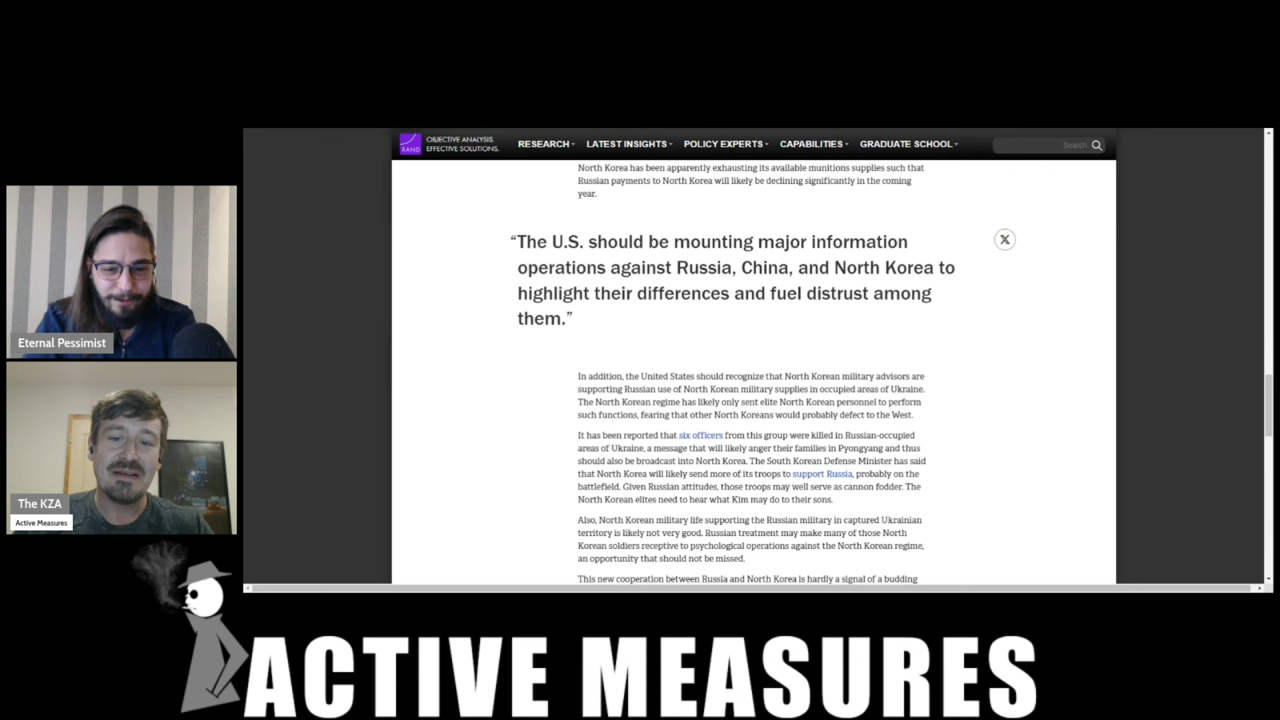 OBJECTIVE ANALYSIS.
EFFECTIVE SOLUTIONS.
RAND
RESEARCH
LATEST INSIGHTS
POLICY EXPERTS
CAPABILITIES
GRADUATE SCHOOL
Search
North Korea has been apparently exhausting its available munitions supplies such that
Russian payments to North Korea will likely be declining significantly in the coming
year.
“The U.S. should be mounting major information
operations against Russia, China, and North Korea to
highlight their differences and fuel distrust among
them.”
In addition, the United States should recognize that North Korean military advisors are
supporting Russian use of North Korean military supplies in occupied areas of Ukraine.
The North Korean regime has likely only sent elite North Korean personnel to perform
such functions, fearing that other North Koreans would probably defect to the West.
It has been reported that six officers from this group were killed in Russian-occupied
areas of Ukraine, a message that will likely anger their families in Pyongyang and thus
should also be broadcast into North Korea. The South Korean Defense Minister has said
that North Korea will likely send more of its troops to support Russia, probably on the
battlefield. Given Russian attitudes, those troops may well serve as cannon fodder. The
North Korean elites need to hear what Kim may do to their sons.
Also, North Korean military life supporting the Russian military in captured Ukrainian
territory is likely not very good. Russian treatment may make many of those North
Korean soldiers receptive to psychological operations against the North Korean regime,
an opportunity that should not be missed.
This new cooperation between Russia and North Korea is hardly a signal of a budding
Eternal Pessimist
The KZA
Active Measures
ACTIVE MEASURES